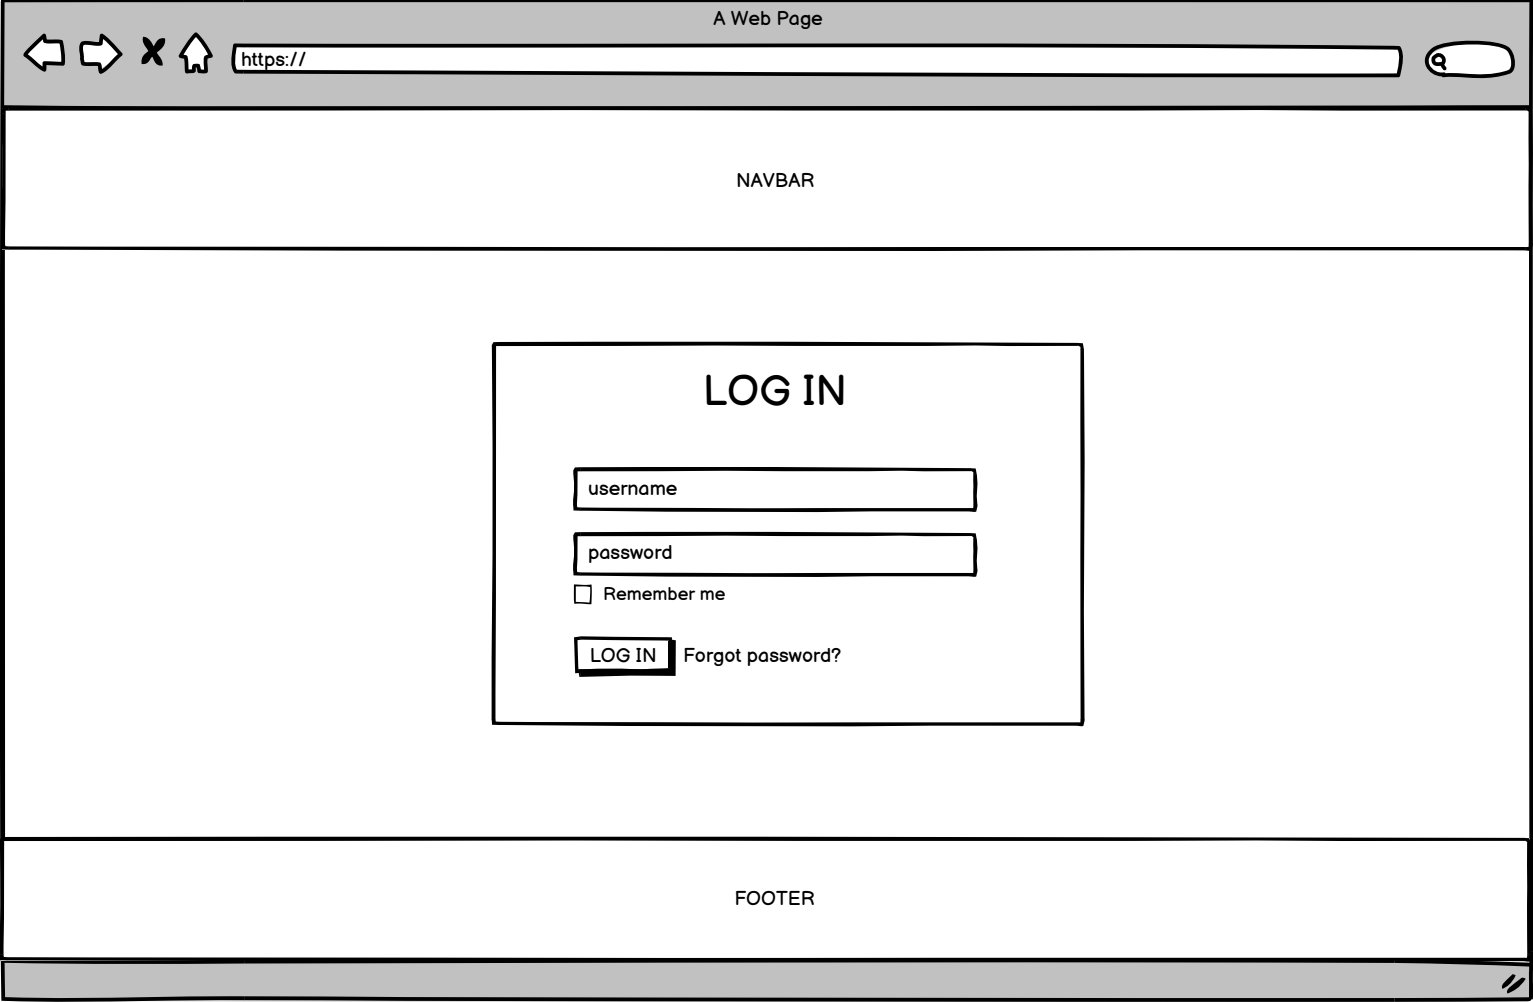 A Web Page
https://
NAVBAR
LOG IN
username
password
Remember me
LOG IN Forgot password?
FOOTER